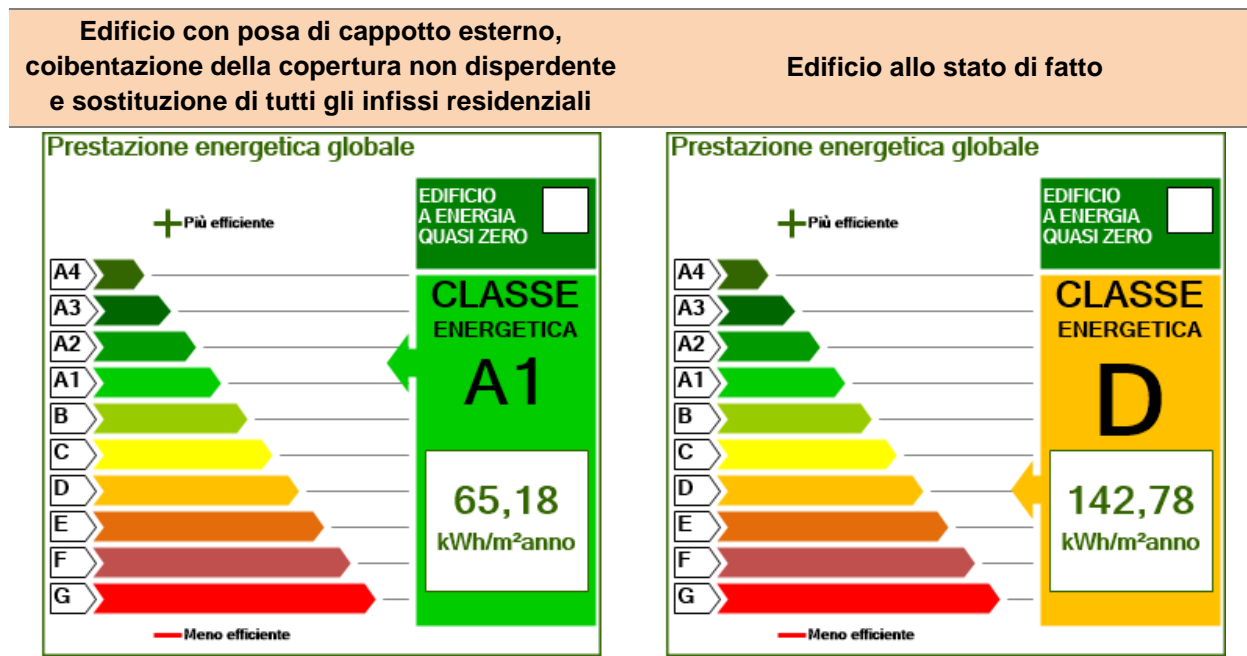 Edificio con posa di cappotto esterno,
coibentazione della copertura non disperdente
e sostituzione di tutti gli infissi residenziali
Edificio allo stato di fatto
Prestazione energetica globale
Più efficiente
EDIFICIO
A ENERGIA
QUASI ZERO
A4
A3
A2
A1
B
C
D
E
F
G
CLASSE
ENERGETICA
A1
65,18
kWh/m²anno
Meno efficiente
Prestazione energetica globale
Più efficiente
EDIFICIO
A ENERGIA
QUASI ZERO
A4
A3
A2
A1
B
C
D
E
F
G
CLASSE
ENERGETICA
D
142,78
kWh/m²anno
Meno efficiente